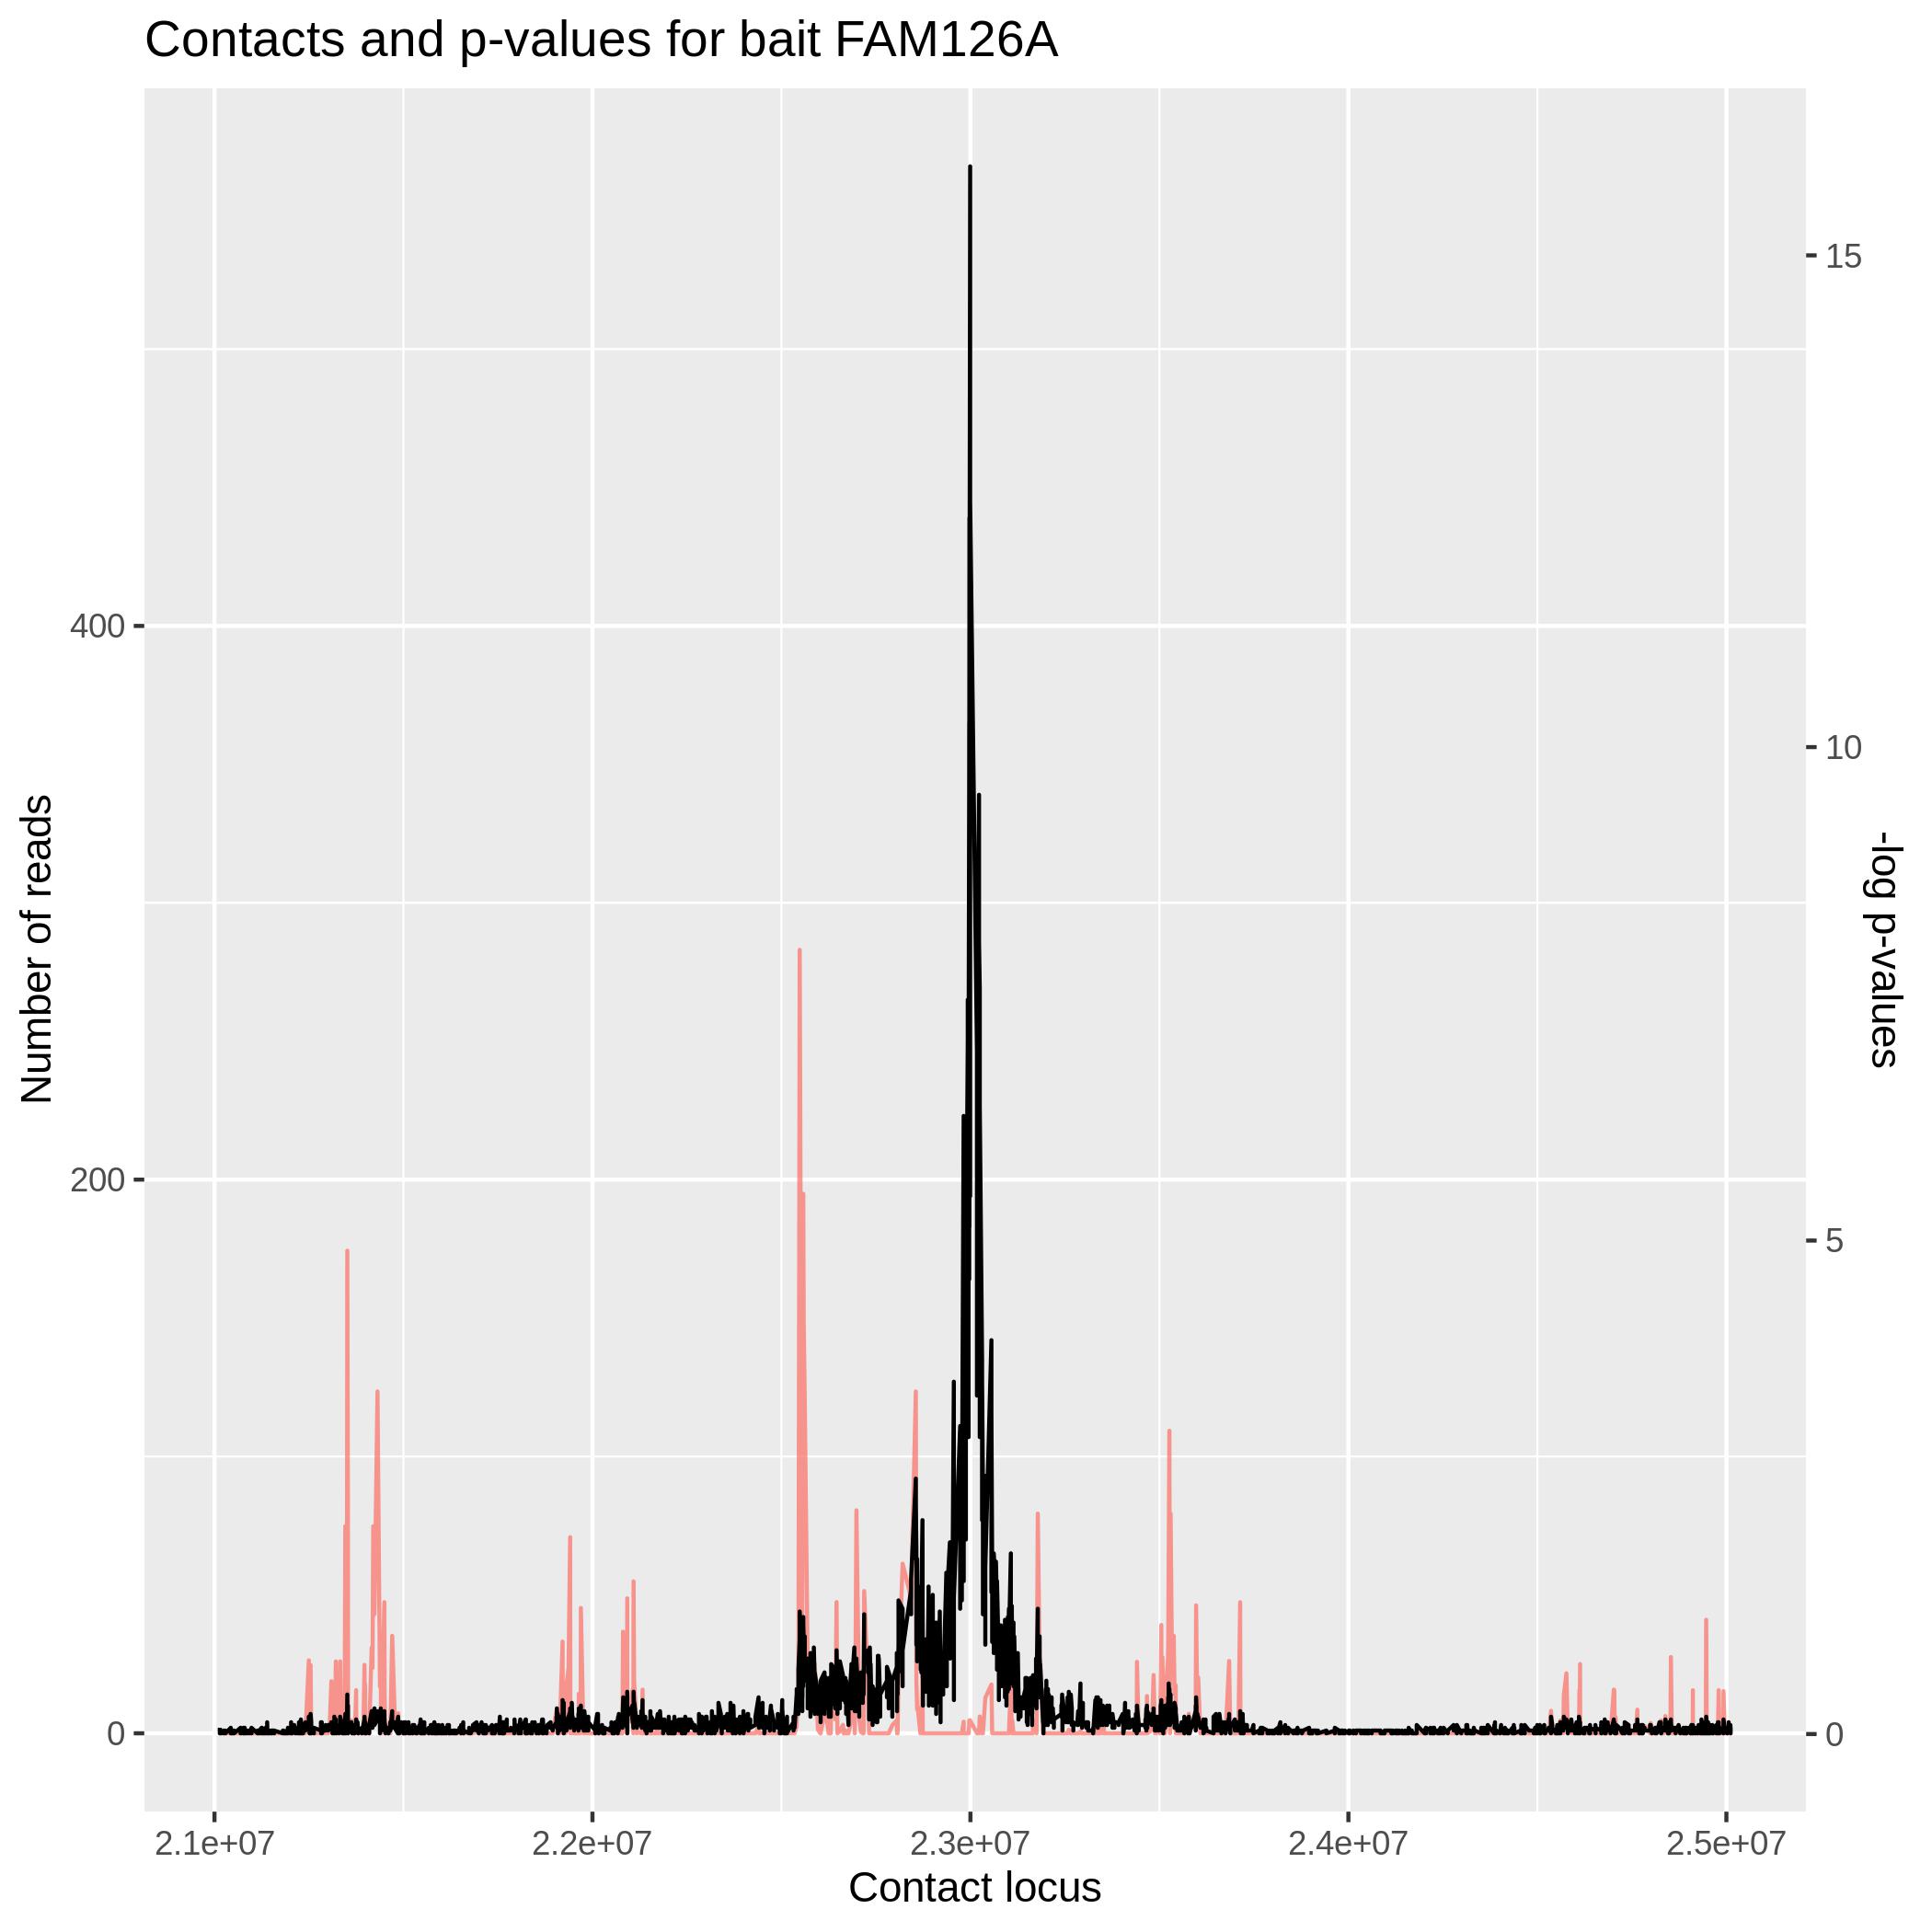 Contacts and p-values for bait FAM126A
Number of reads
400
200
0
15
10
5
0
-log p-values
2.1e+07
2.2e+07
2.3e+07
2.4e+07
2.5e+07
Contact locus